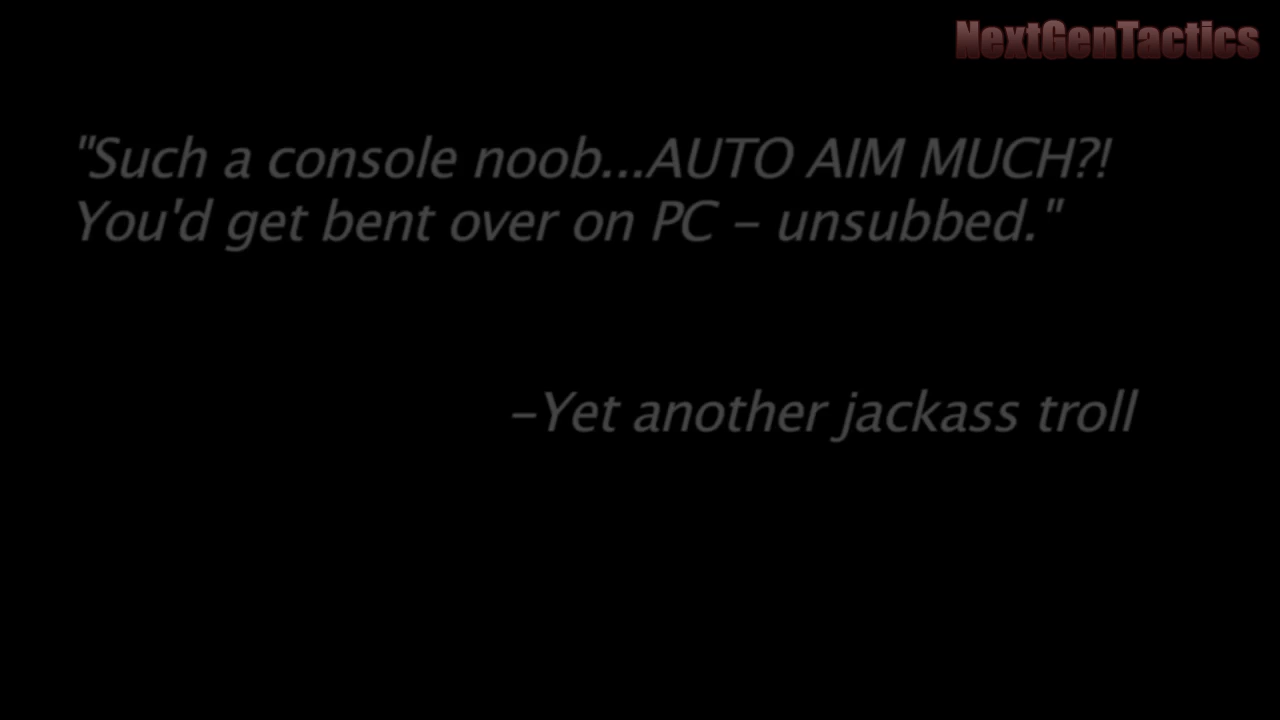 NextGenTactics
"Such a console noob...AUTO AIM MUCH?!
You'd get bent over on PC – unsubbed."
–Yet another jackass troll